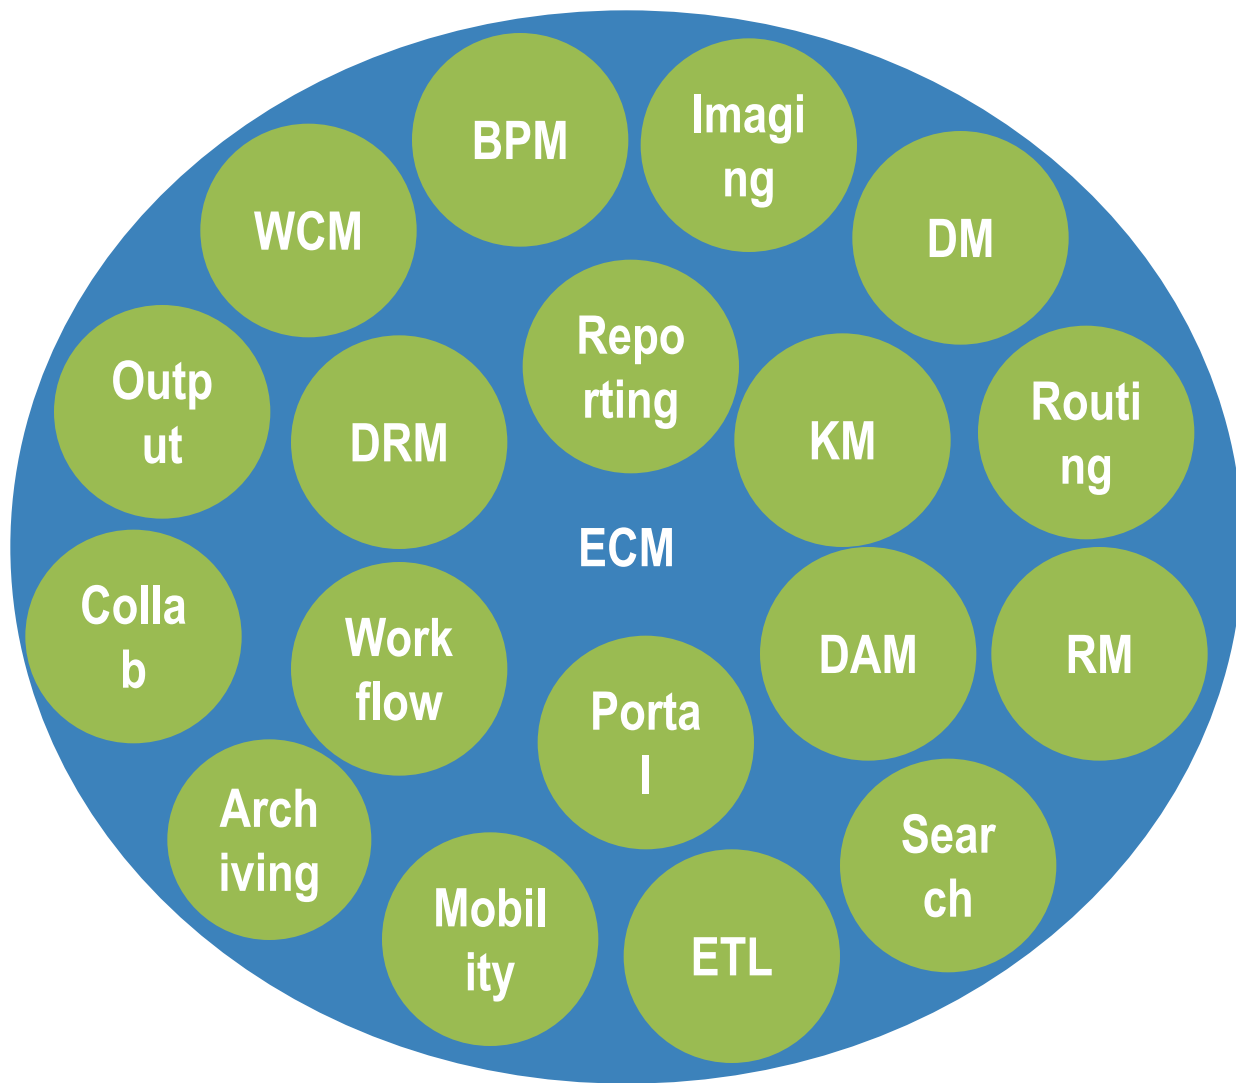 BPM
Imagi
ng
WCM
DM
Repo
rting
Outp
ut
DRM
KM
Routi
ng
ECM
Colla
b
Work
flow
DAM
RM
Porta
l
Arch
iving
Sear
ch
Mobil
ity
ETL